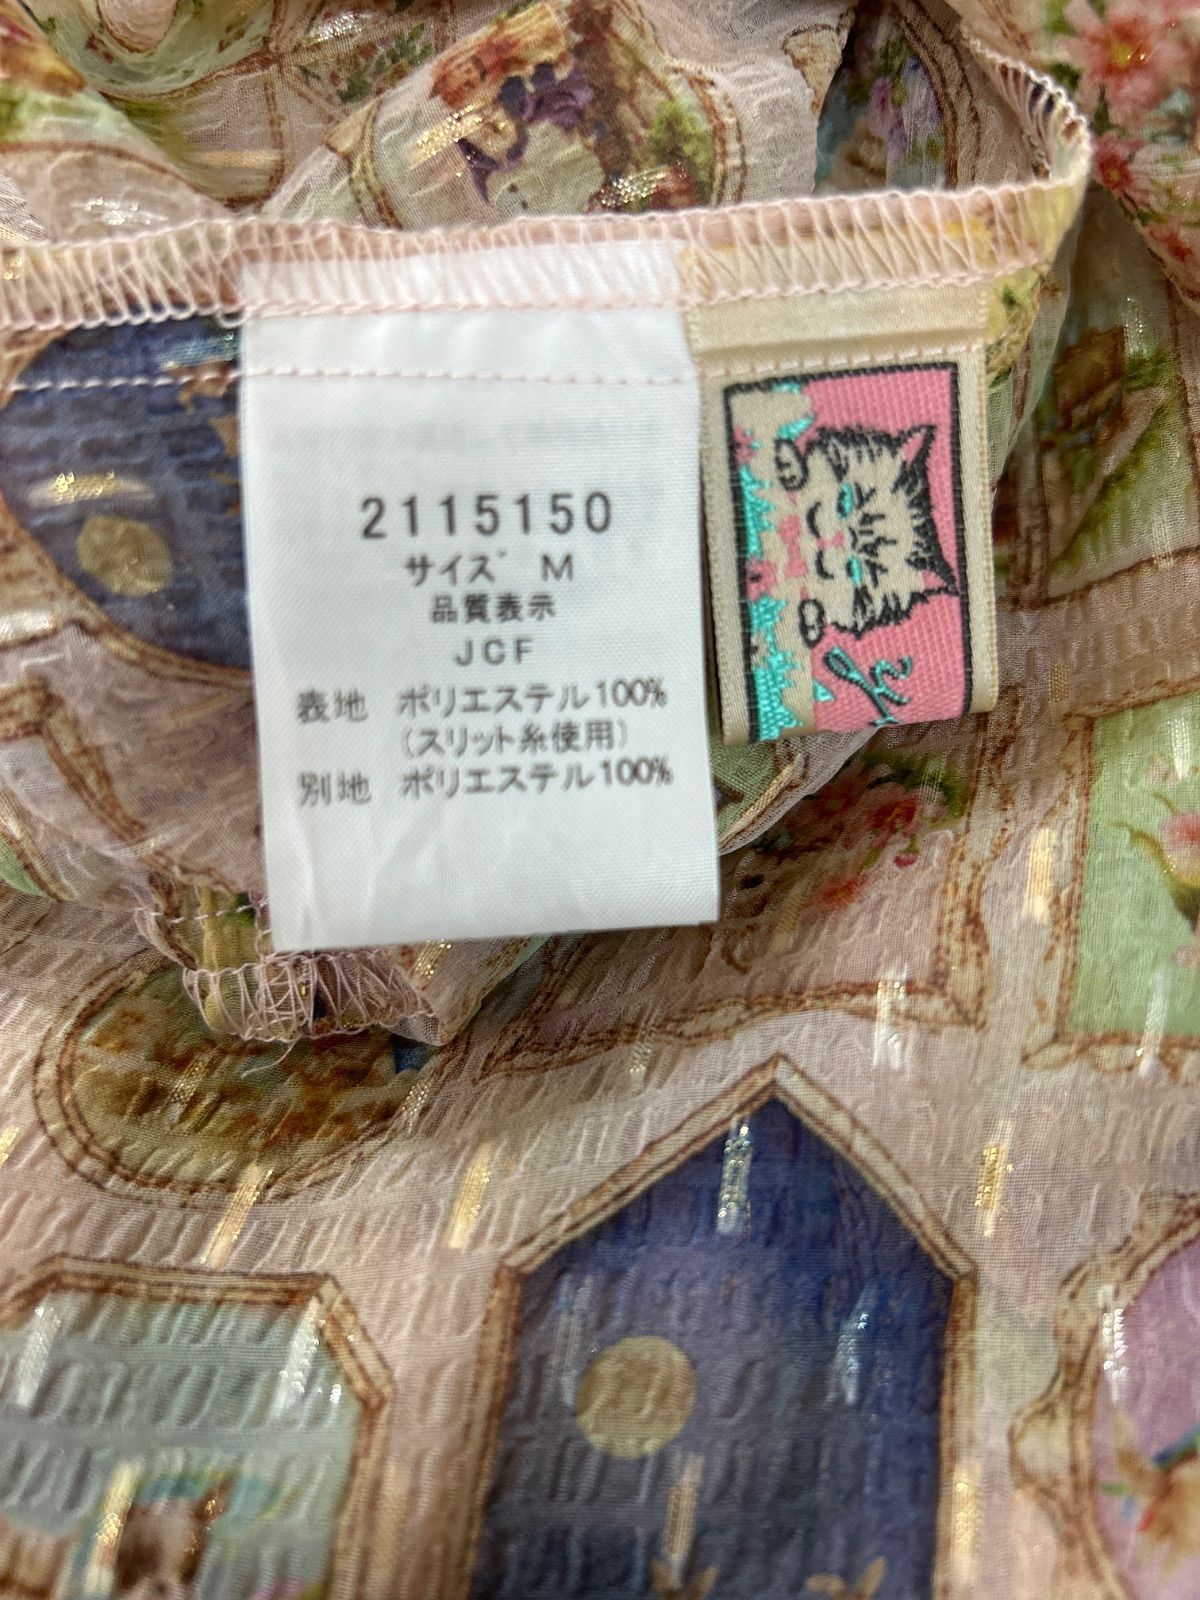 2115150
サイズ M
品質表示
JCF
表地 ポリエステル100%
(スリット糸使用)
別地 ポリエステル100%